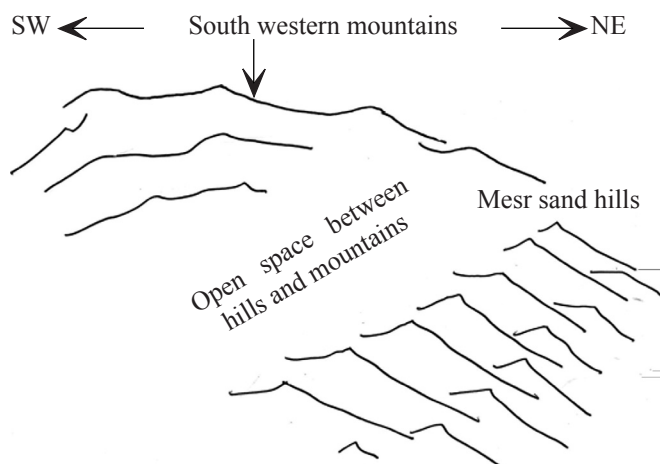 SW South western mountains NE
Mesr sand hills
Open space between
hills and mountains